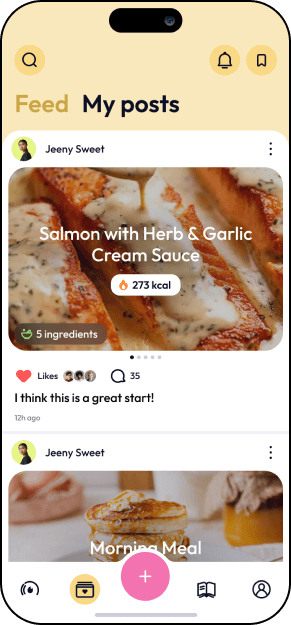 Feed My posts
Jeeny Sweet
Salmon with Herb & Garlic
Cream Sauce
273 kcal
5 ingredients
Likes 35
I think this is a great start!
12h ago
Jeeny Sweet
Morning Meal
+